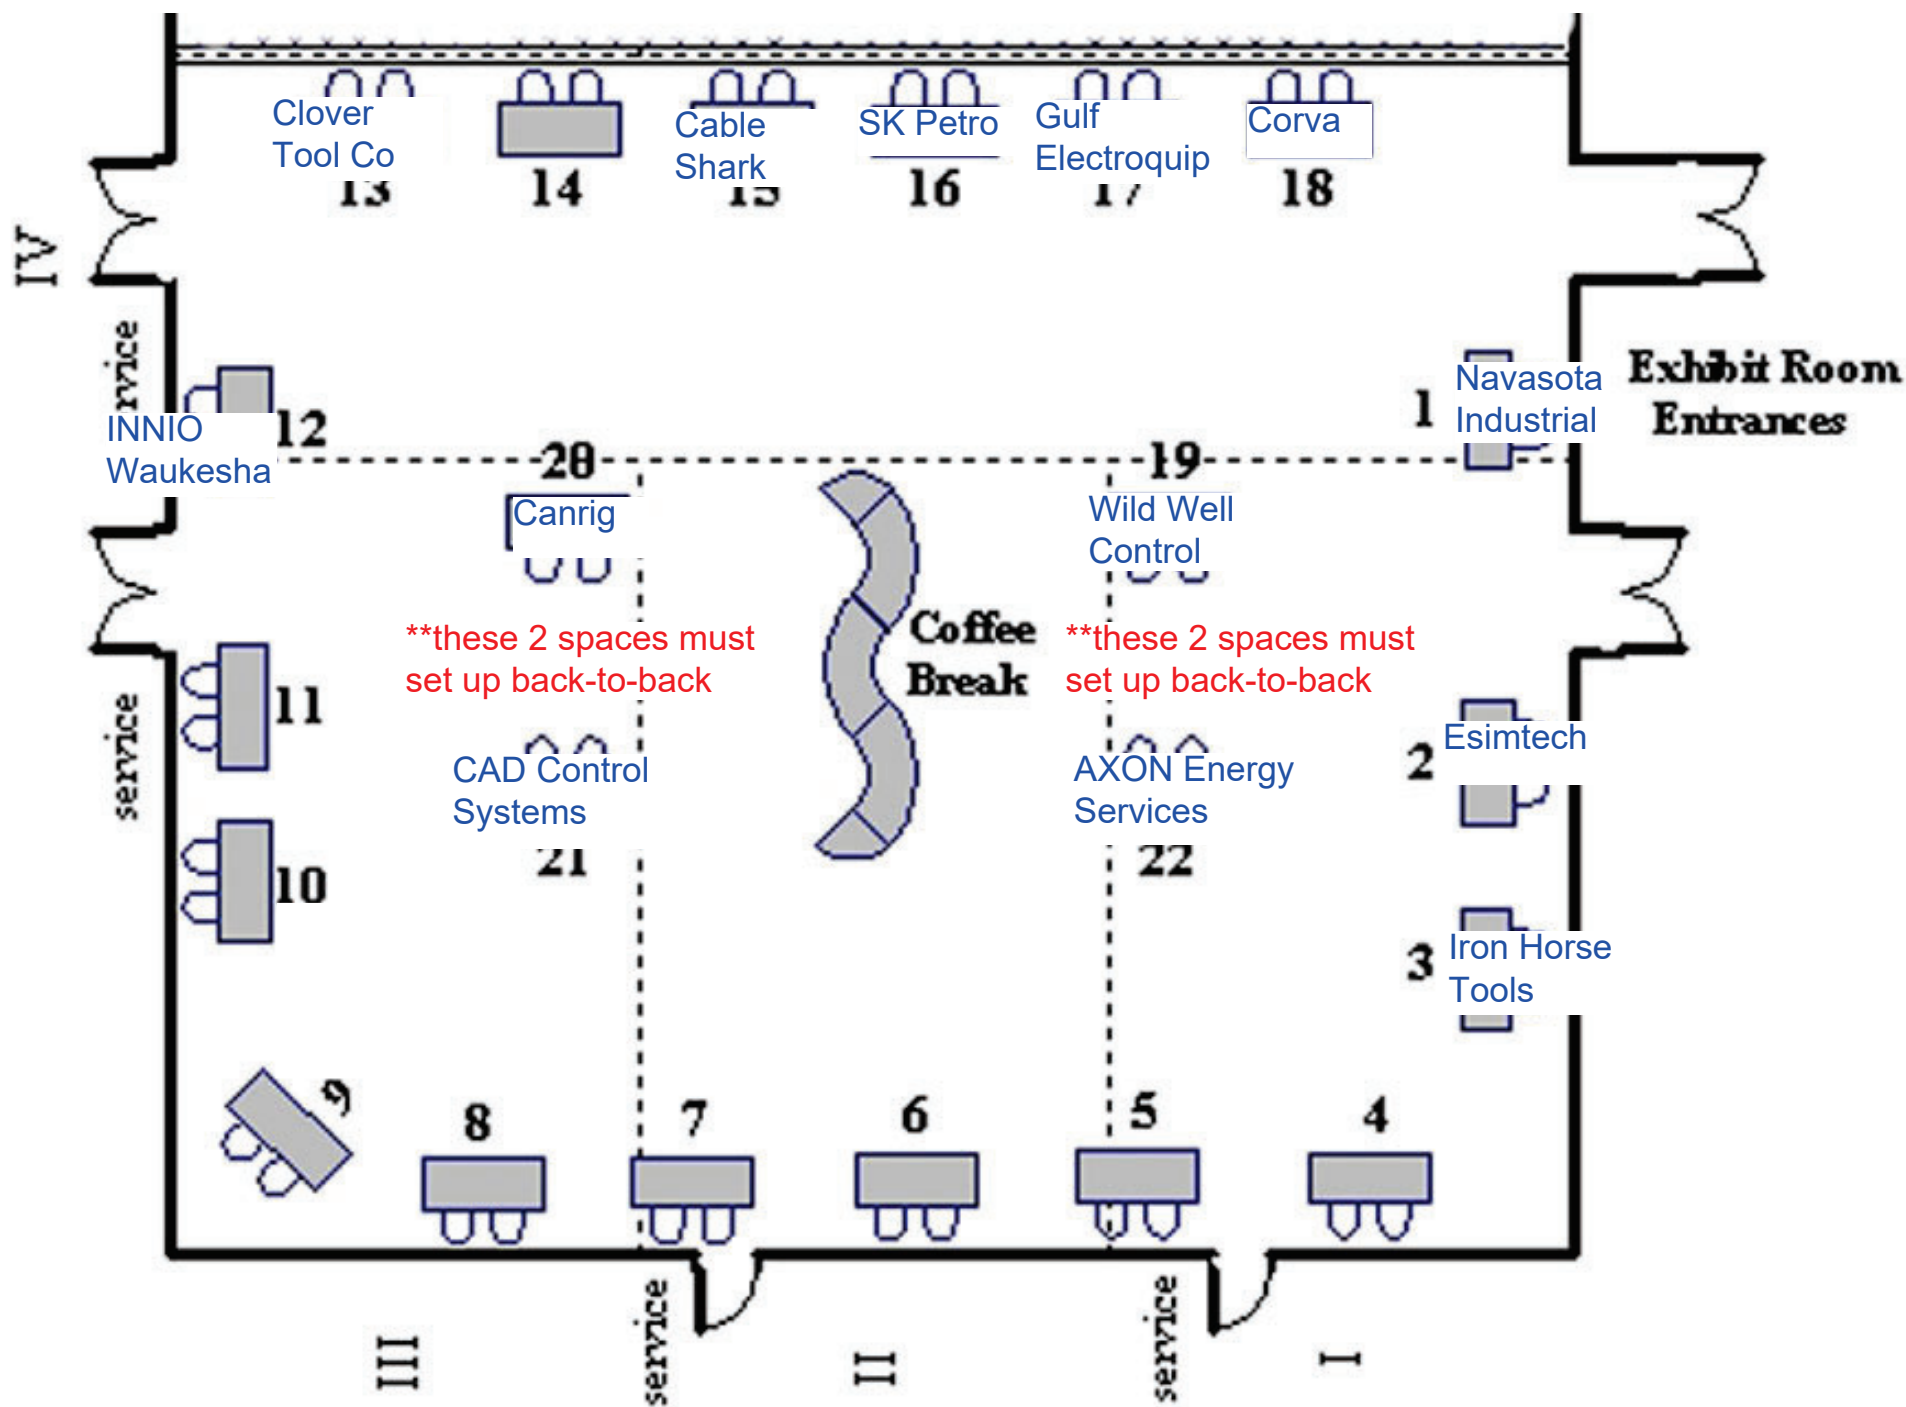 Clover
Tool Co
Cable
Shark
SK Petro
Gulf
Electroquip
Corva
13
14
15
16
17
18
IV
service
INNIO
Waukesha
12
1
Navasota
Industrial
Exhibit Room
Entrances
20
19
Canrig
Wild Well
Control
**these 2 spaces must
set up back-to-back
Coffee
Break
**these 2 spaces must
set up back-to-back
11
service
CAD Control
Systems
AXON Energy
Services
2
Esimtech
21
22
10
3
Iron Horse
Tools
9
8
7
6
5
4
III
service
II
service
I